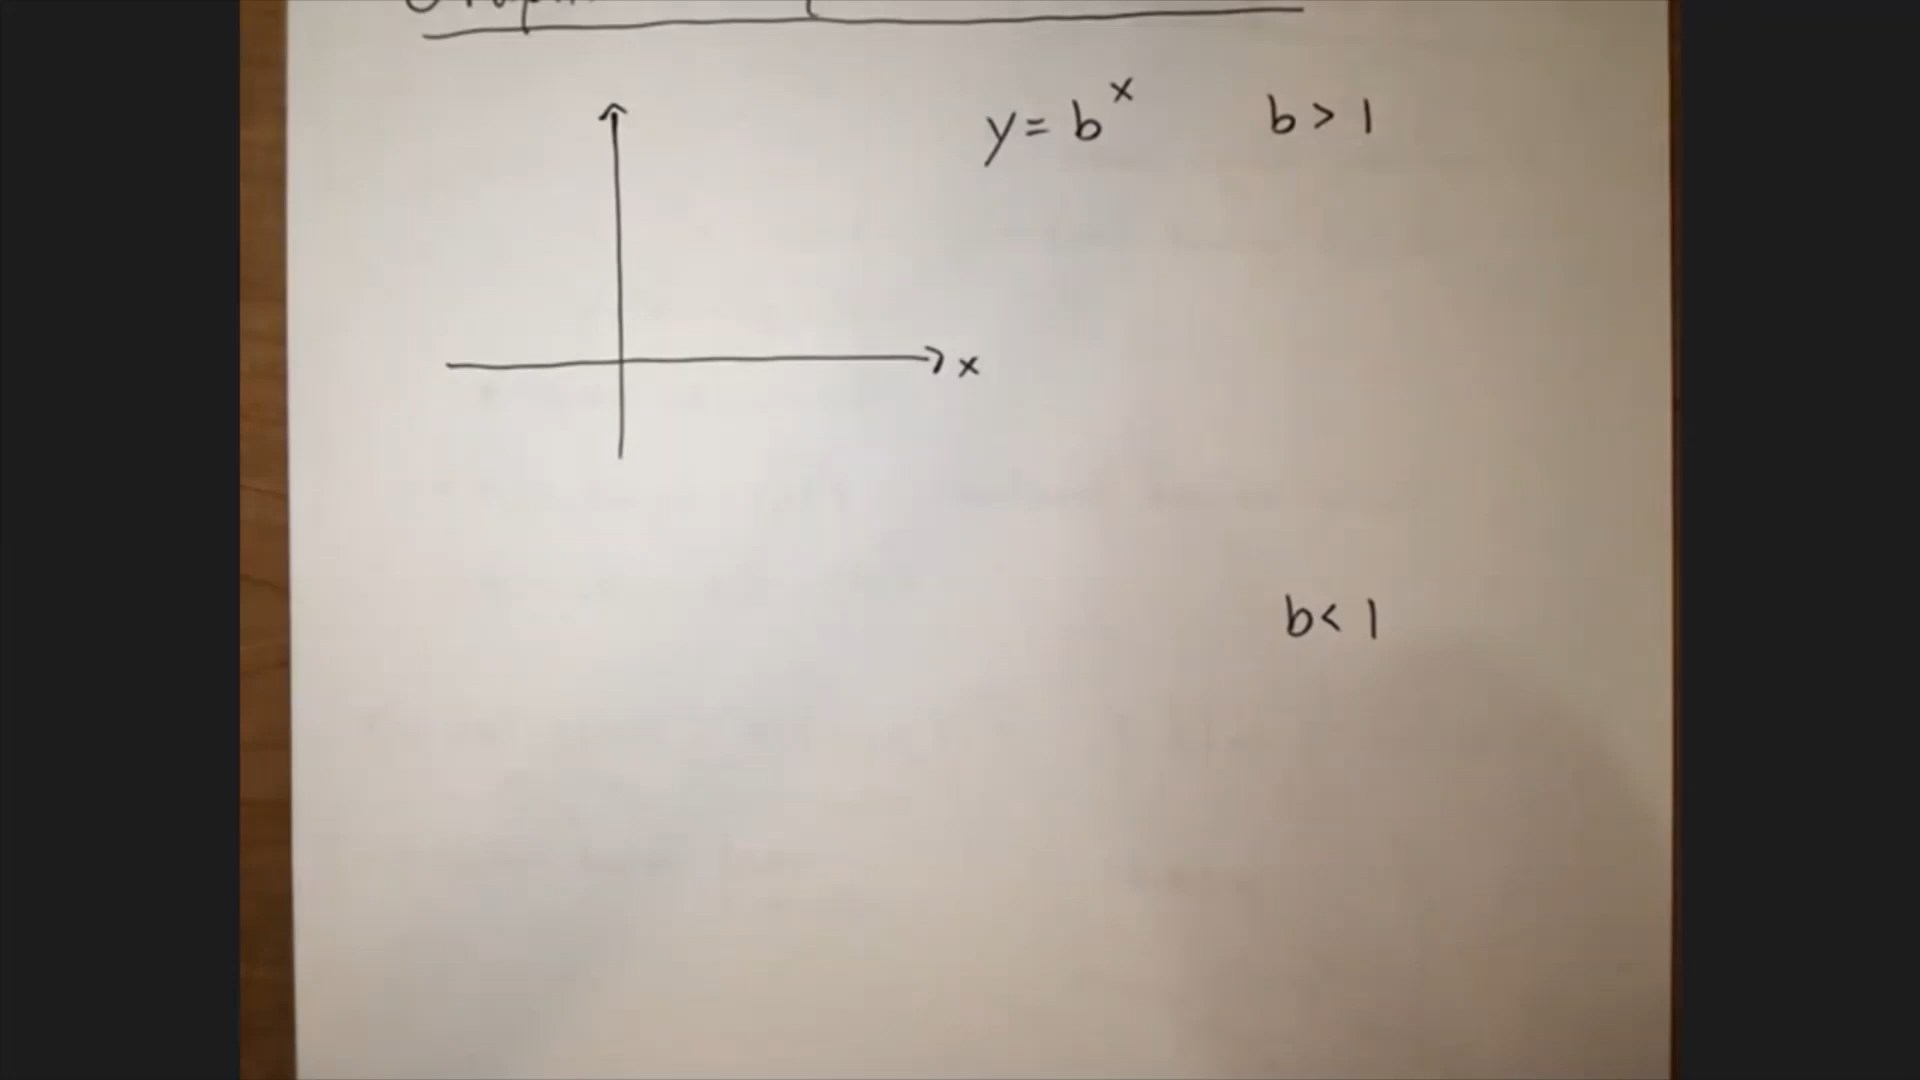 y = b^x b > 1
x
b < 1